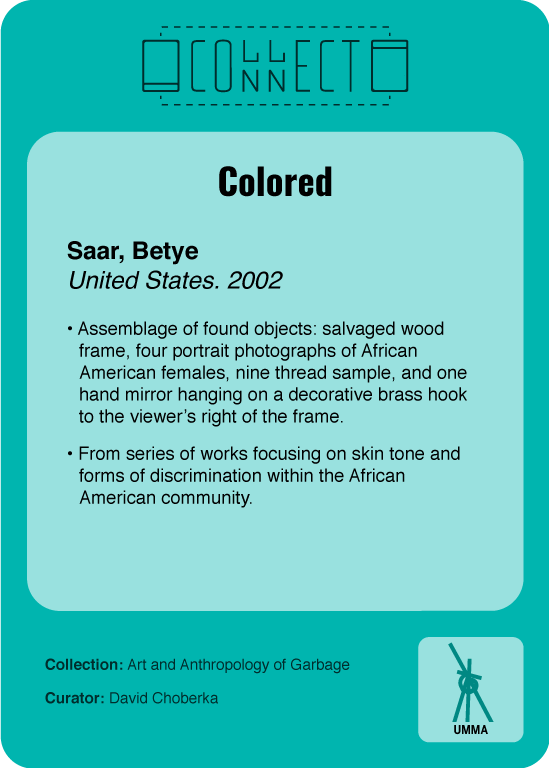 COLLNNECT
Colored
Saar, Betye
United States. 2002
• Assemblage of found objects: salvaged wood
frame, four portrait photographs of African
American females, nine thread sample, and one
hand mirror hanging on a decorative brass hook
to the viewer's right of the frame.
• From series of works focusing on skin tone and
forms of discrimination within the African
American community.
Collection: Art and Anthropology of Garbage
Curator: David Choberka
UMMA